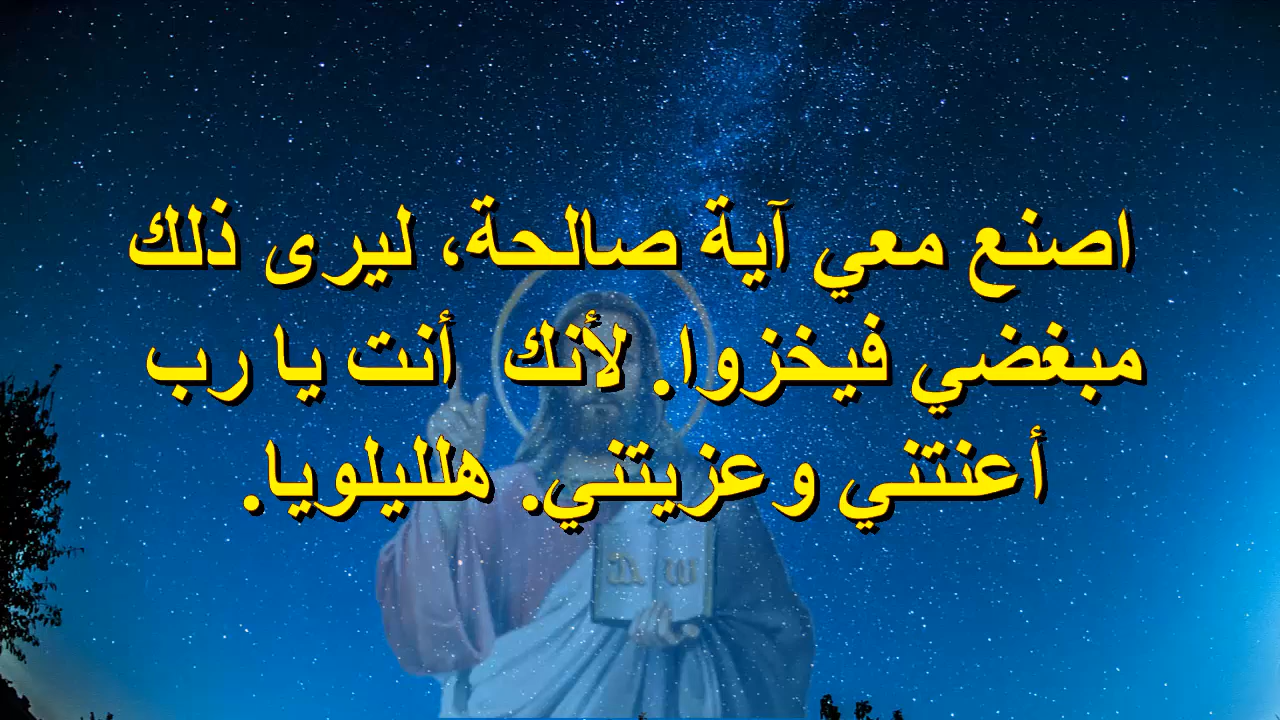 اصنع معي آية صالحة، ليرى ذلك
مبغضي فيخزوا. لأنك أنت يا رب
أعنتني وعزيتني. هلليلويا.